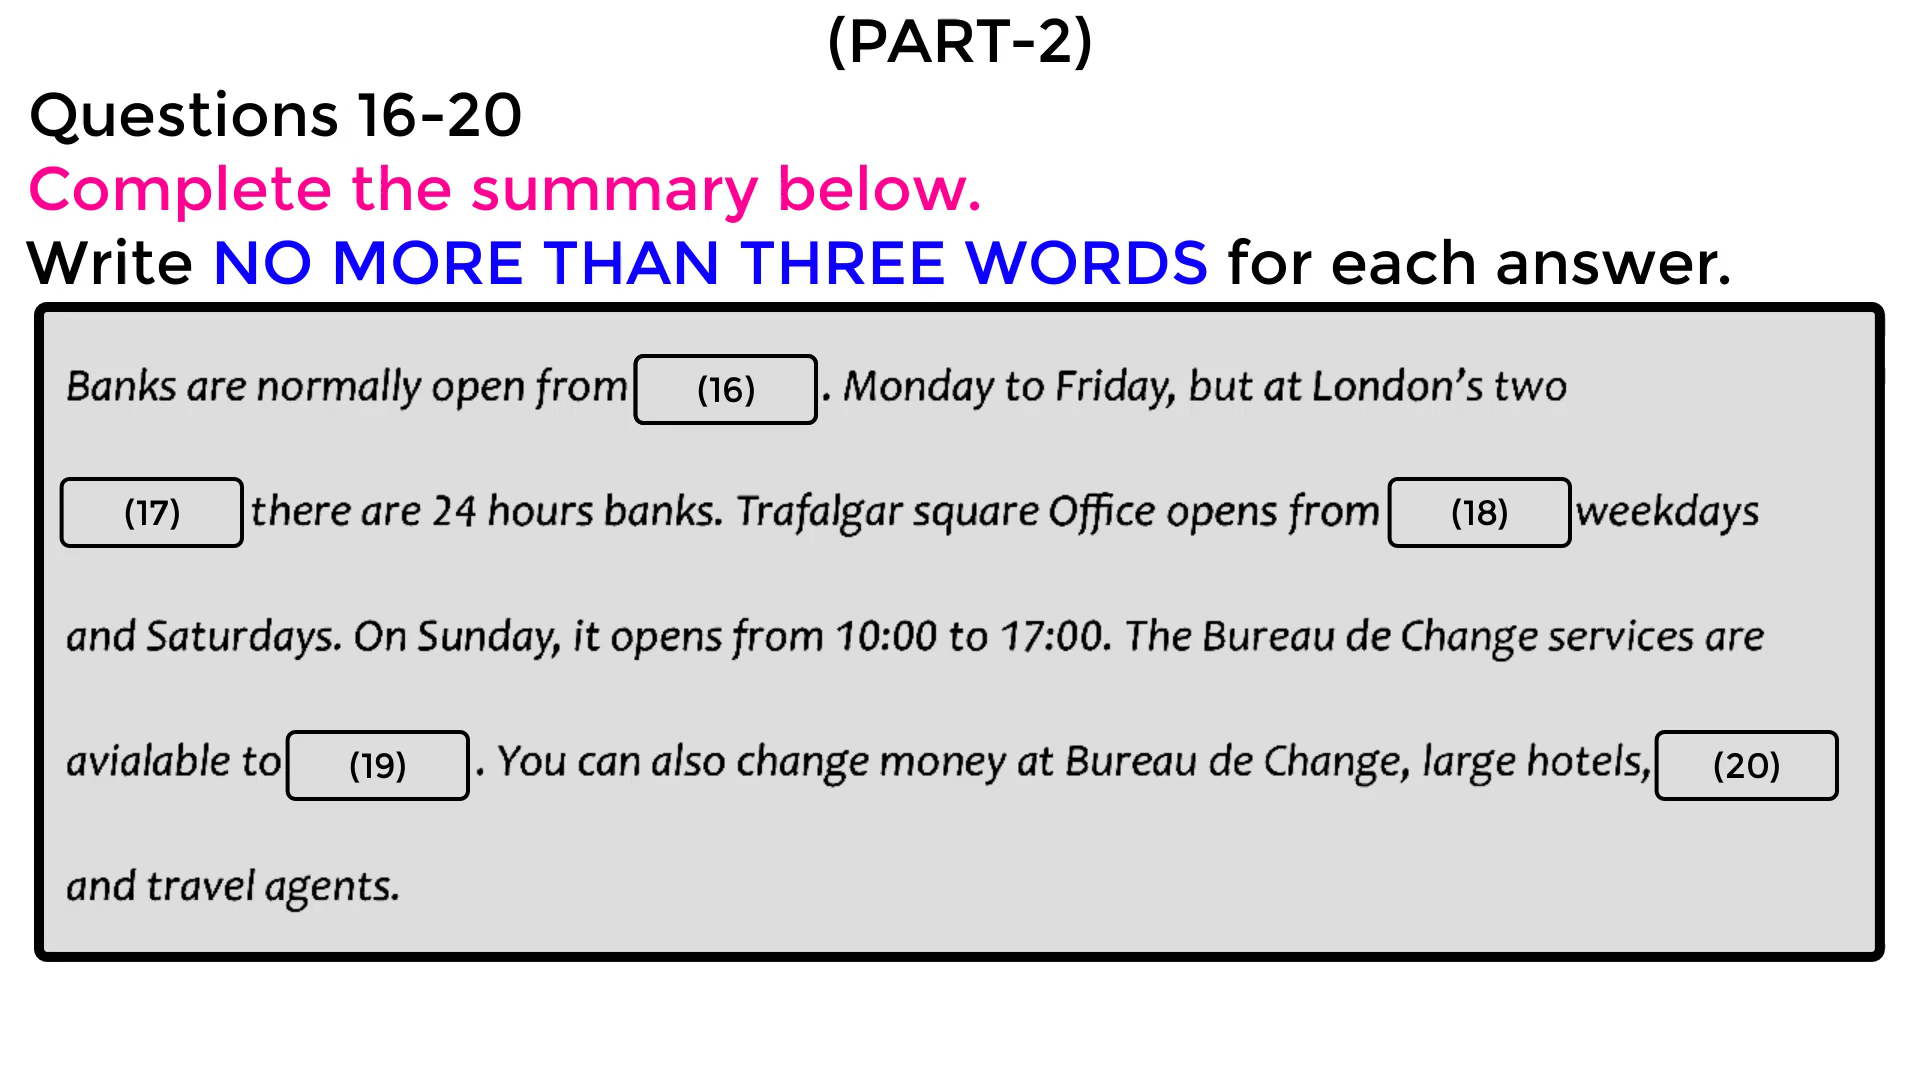 (PART-2)
Questions 16-20
Complete the summary below.
Write NO MORE THAN THREE WORDS for each answer.
Banks are normally open from (16) . Monday to Friday, but at London's two
(17) there are 24 hours banks. Trafalgar square Office opens from (18) weekdays
and Saturdays. On Sunday, it opens from 10:00 to 17:00. The Bureau de Change services are
avialable to (19) . You can also change money at Bureau de Change, large hotels, (20)
and travel agents.